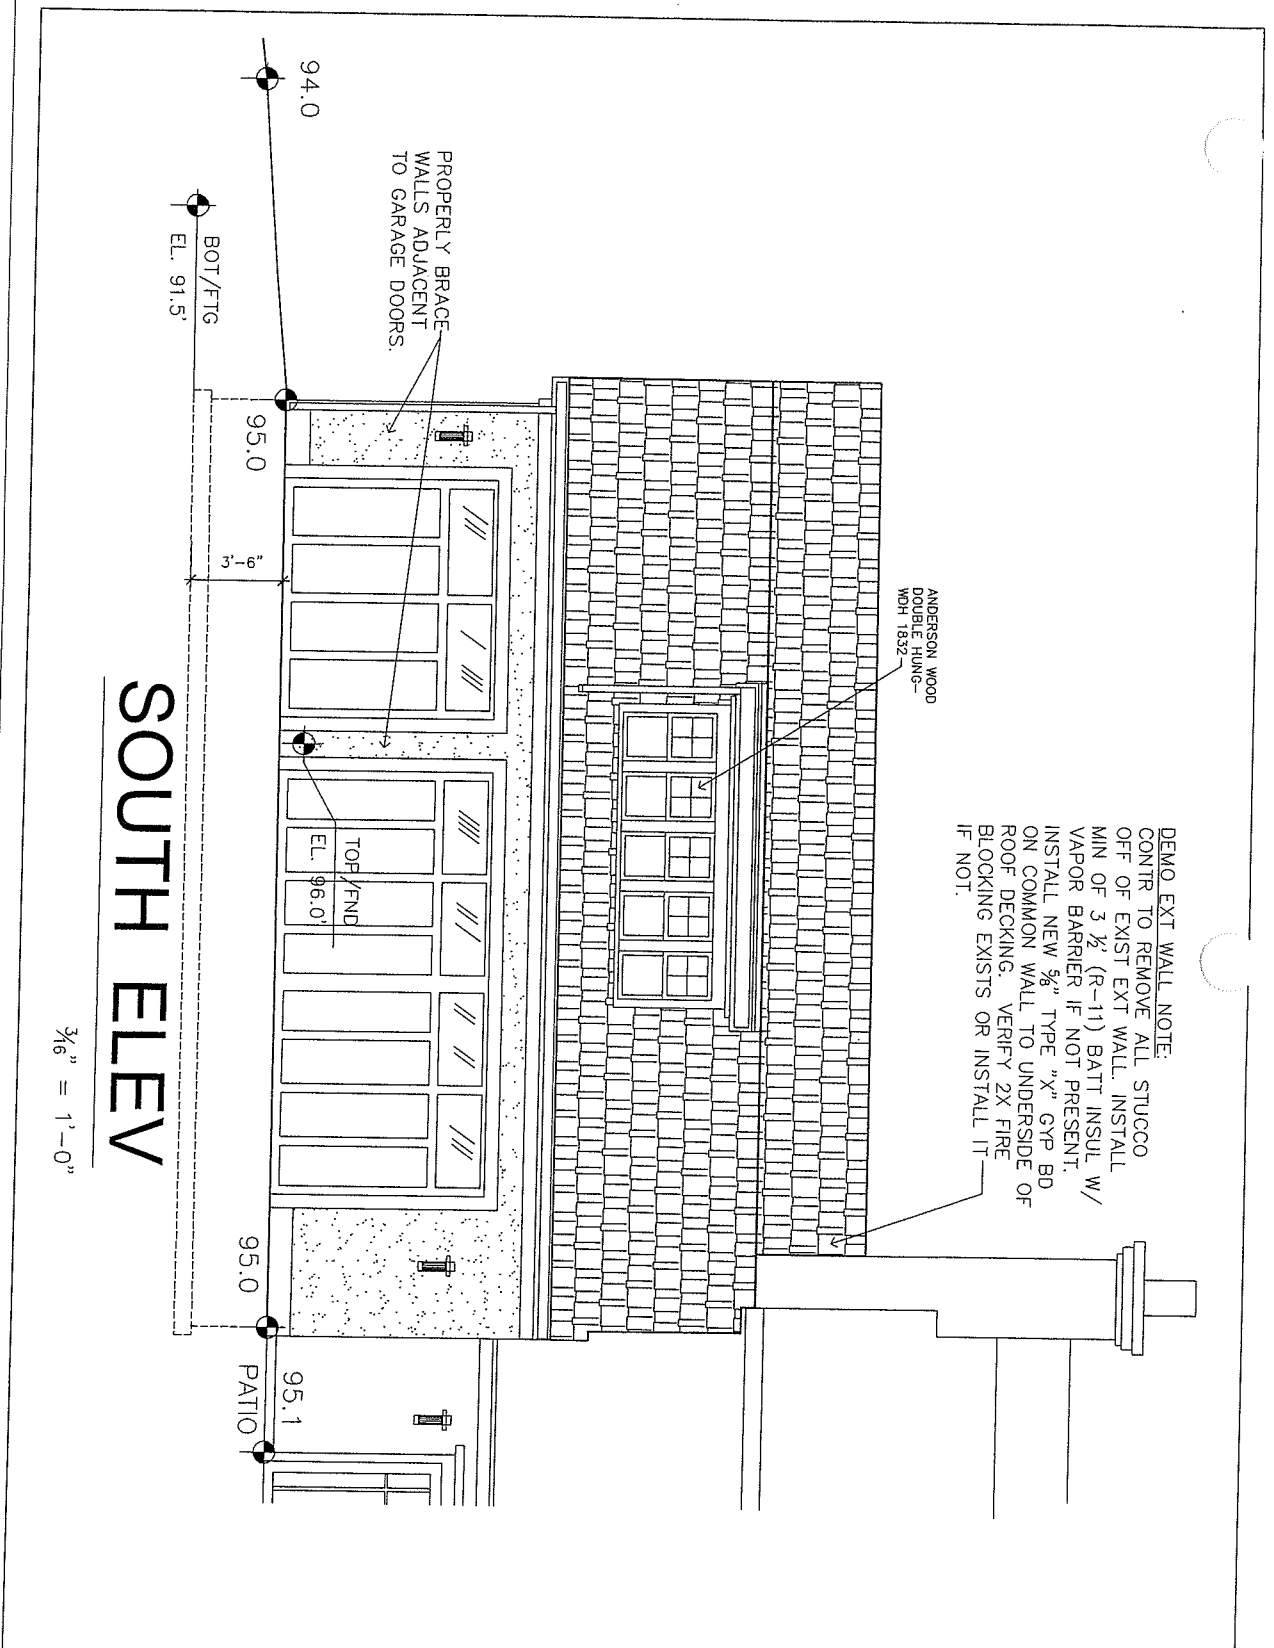 DEMO EXT WALL NOTE:
CONTR TO REMOVE ALL STUCCO
OFF OF EXIST EXT WALL. INSTALL
MIN OF 3 ½' (R-11) BATT INSUL W/
VAPOR BARRIER IF NOT PRESENT.
INSTALL NEW ⅝" TYPE "X" GYP BD
ON COMMON WALL TO UNDERSIDE OF
ROOF DECKING. VERIFY 2X FIRE
BLOCKING EXISTS OR INSTALL IT
IF NOT.
ANDERSON WOOD
DOUBLE HUNG-
WDH 1832
PROPERLY BRACE
WALLS ADJACENT
TO GARAGE DOORS.
94.0
BOT/FTG
EL. 91.5'
95.0
3'-6"
TOP/FND
EL. 96.0'
95.0
95.1
PATIO
SOUTH ELEV
3/16" = 1'-0"